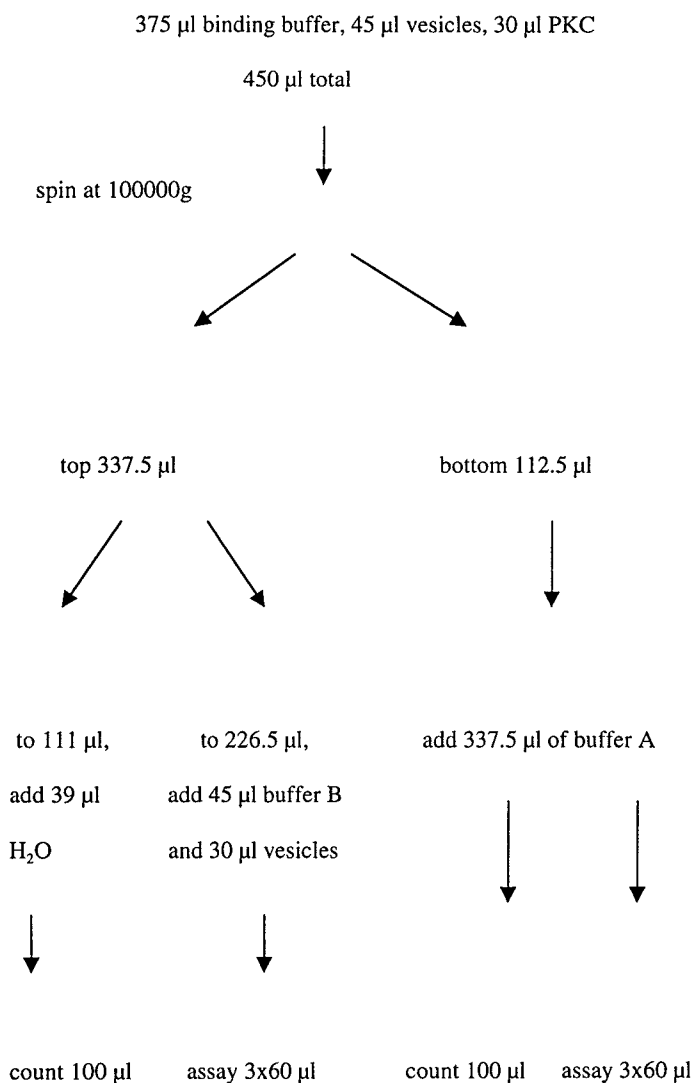 375 µl binding buffer, 45 µl vesicles, 30 µl PKC
450 µl total
spin at 100000g
top 337.5 µl
bottom 112.5 µl
to 111 µl,
add 39 µl
H₂O
to 226.5 µl,
add 45 µl buffer B
and 30 µl vesicles
add 337.5 µl of buffer A
count 100 µl
assay 3x60 µl
count 100 µl
assay 3x60 µl